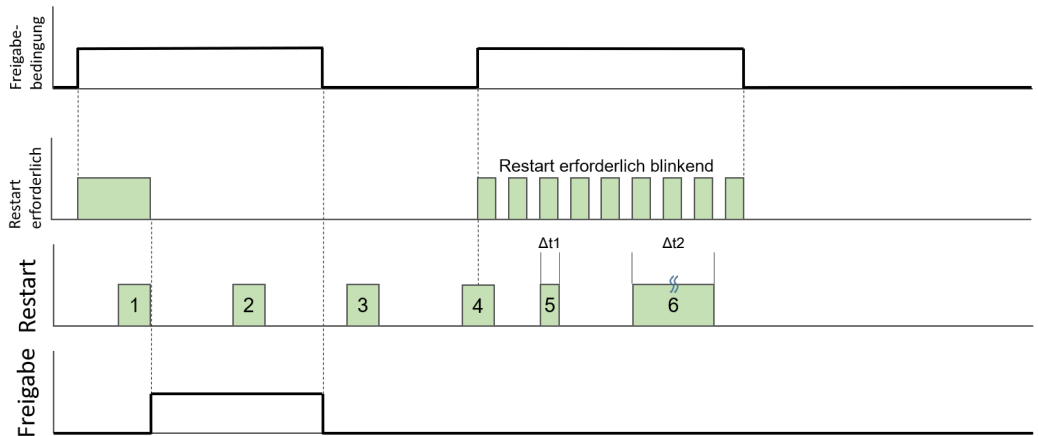 Freigabe-
bedingung
Restart
erforderlich
Restart erforderlich blinkend
Δt1
Δt2
Restart
1
2
3
4
5
6
Freigabe